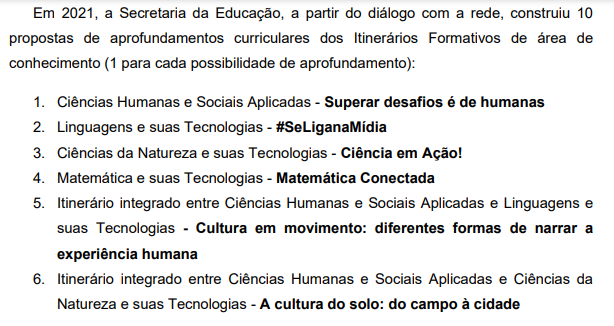 Em 2021, a Secretaria da Educação, a partir do diálogo com a rede, construiu 10
propostas de aprofundamentos curriculares dos Itinerários Formativos de área de
conhecimento (1 para cada possibilidade de aprofundamento):
1. Ciências Humanas e Sociais Aplicadas - Superar desafios é de humanas
2. Linguagens e suas Tecnologias - #SeLiganaMídia
3. Ciências da Natureza e suas Tecnologias - Ciência em Ação!
4. Matemática e suas Tecnologias - Matemática Conectada
5. Itinerário integrado entre Ciências Humanas e Sociais Aplicadas e Linguagens e
suas Tecnologias - Cultura em movimento: diferentes formas de narrar a
experiência humana
6. Itinerário integrado entre Ciências Humanas e Sociais Aplicadas e Ciências da
Natureza e suas Tecnologias - A cultura do solo: do campo à cidade